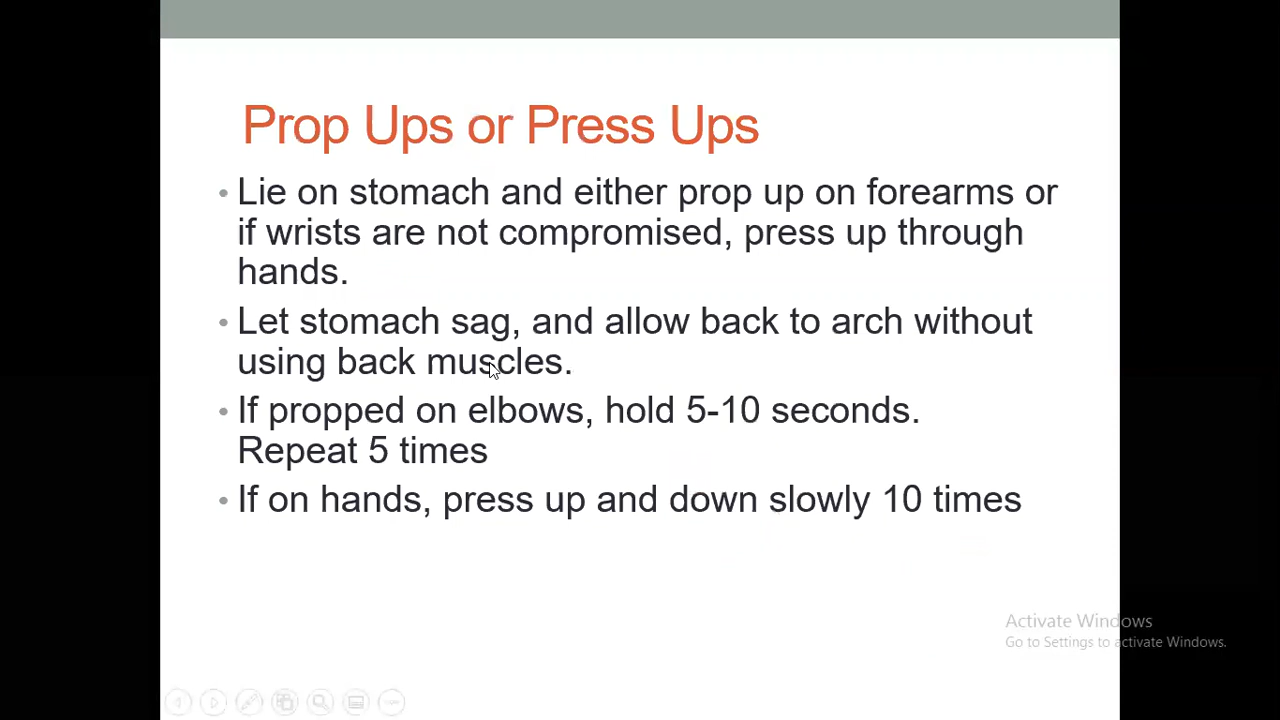 Prop Ups or Press Ups
• Lie on stomach and either prop up on forearms or
if wrists are not compromised, press up through
hands.
• Let stomach sag, and allow back to arch without
using back muscles.
• If propped on elbows, hold 5-10 seconds.
Repeat 5 times
• If on hands, press up and down slowly 10 times
Activate Windows
Go to Settings to activate Windows.